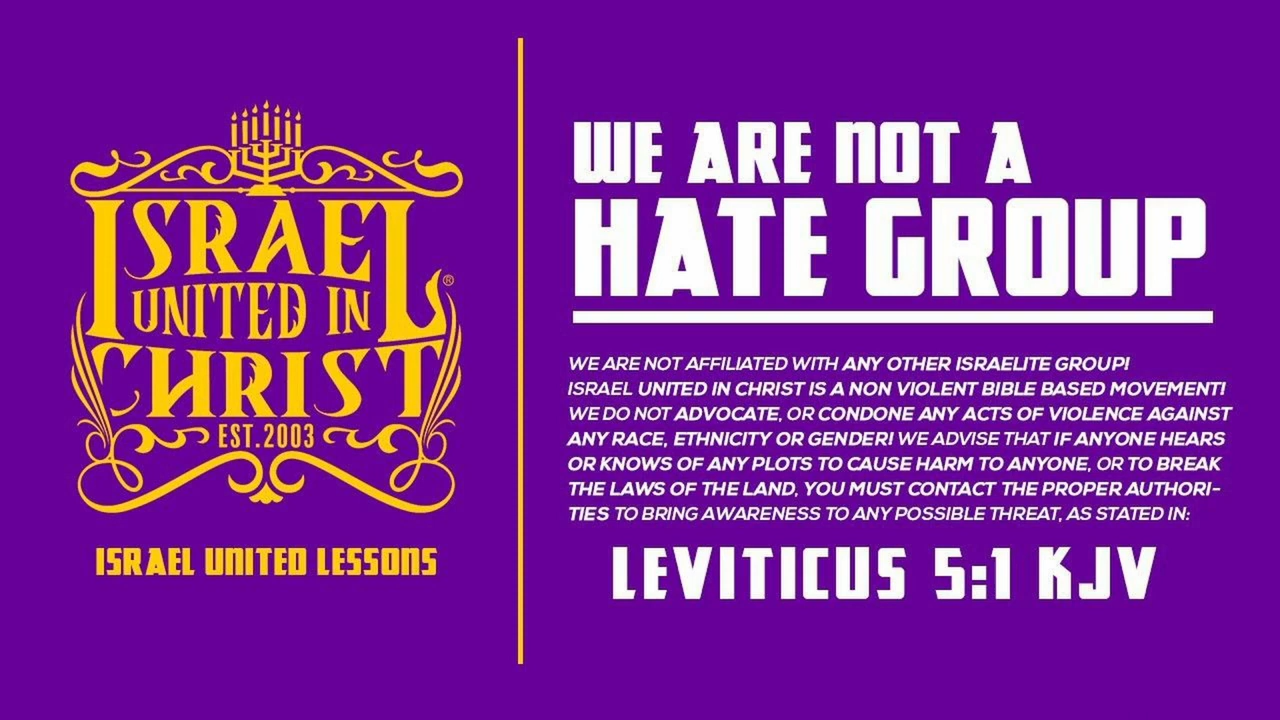 ISRAEL
UNITED IN
CHRIST
EST.2003
®
ISRAEL UNITED LESSONS
WE ARE NOT A
HATE GROUP
WE ARE NOT AFFILIATED WITH ANY OTHER ISRAELITE GROUP!
ISRAEL UNITED IN CHRIST IS A NON VIOLENT BIBLE BASED MOVEMENT!
WE DO NOT ADVOCATE, OR CONDONE ANY ACTS OF VIOLENCE AGAINST
ANY RACE, ETHNICITY OR GENDER! WE ADVISE THAT IF ANYONE HEARS
OR KNOWS OF ANY PLOTS TO CAUSE HARM TO ANYONE, OR TO BREAK
THE LAWS OF THE LAND, YOU MUST CONTACT THE PROPER AUTHORI-
TIES TO BRING AWARENESS TO ANY POSSIBLE THREAT, AS STATED IN:
LEVITICUS 5:1 KJV